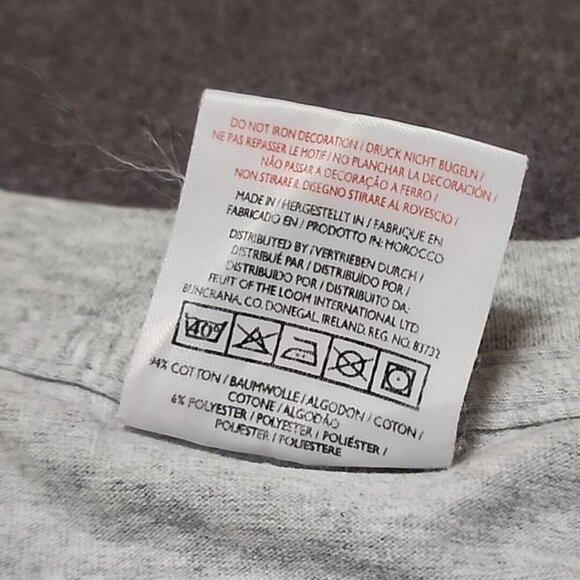 DO NOT IRON DECORATION / DRUCK NICHT BÜGELN /
NE PAS REPASSER LE MOTIF / NO PLANCHAR LA DECORACIÓN /
NÃO PASSAR A DECORAÇÃO A FERRO /
NON STIRARE IL DISEGNO STIRARE AL ROVESCIO /
MADE IN / HERGESTELLT IN / FABRIQUE EN
FABRICADO EN / PRODOTTO IN: MOROCCO
DISTRIBUTED BY / VERTRIEBEN DURCH /
DISTRIBUÉ PAR / DISTRIBUÍDO POR /
DISTRIBUIDO POR / DISTRIBUITO DA:
FRUIT OF THE LOOM INTERNATIONAL LTD
BUNCRANA, CO. DONEGAL, IRELAND. REG. NO. 83732
40°
94% COTTON / BAUMWOLLE / ALGODON / COTON /
COTONE / ALGODÃO
6% POLYESTER / POLYESTER / POLIÉSTER /
POLIESTER / POLIESTERE